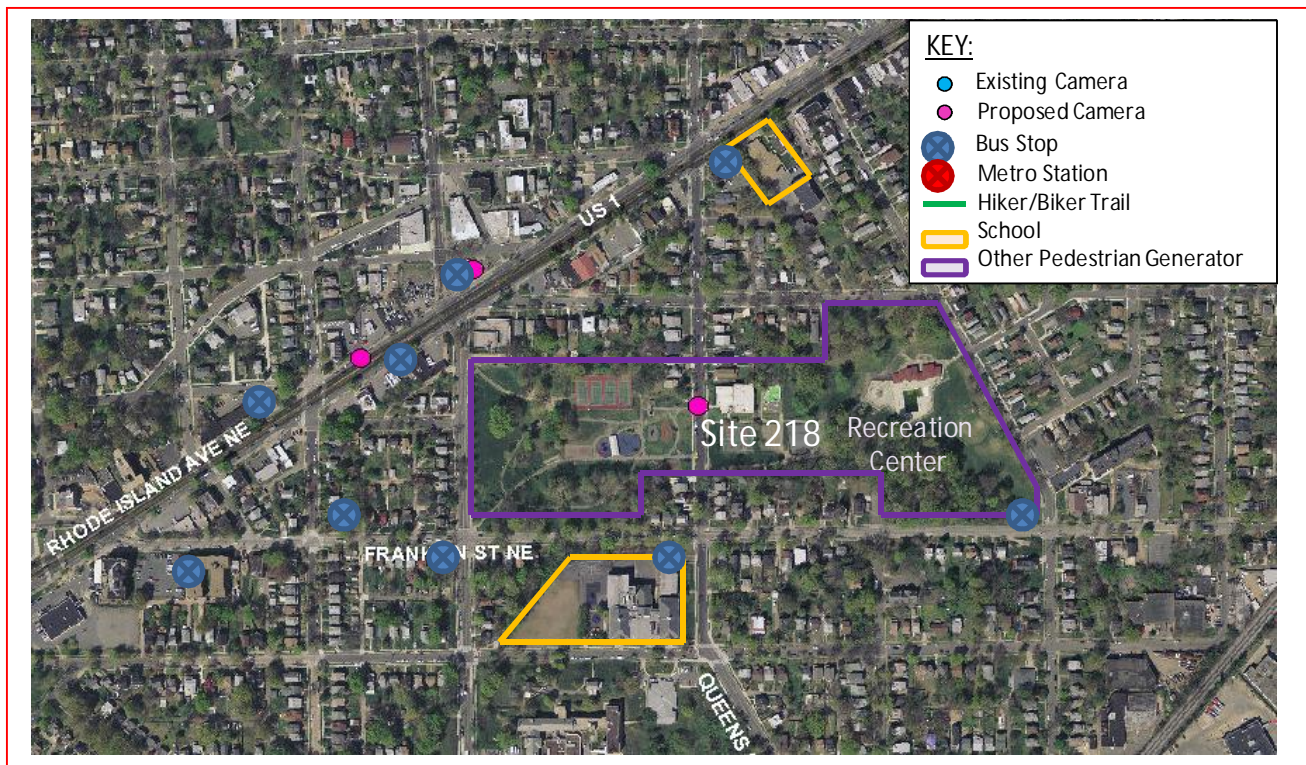 KEY:
Existing Camera
Proposed Camera
Bus Stop
Metro Station
Hiker/Biker Trail
School
Other Pedestrian Generator
US 1
Site 218
Recreation
Center
RHODE ISLAND AVE NE
ST NE
QUEENS